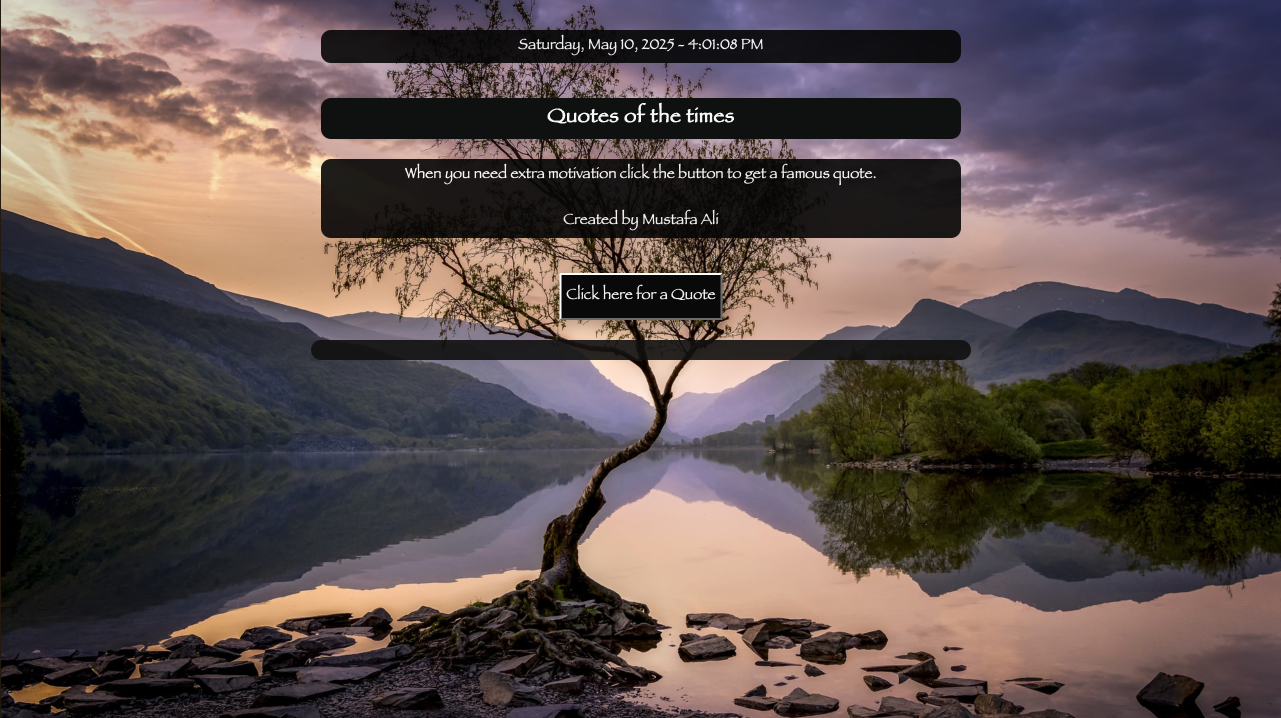 Saturday, May 10, 2025 - 4:01:08 PM
Quotes of the times
When you need extra motivation click the button to get a famous quote.
Created by Mustafa Ali
Click here for a Quote